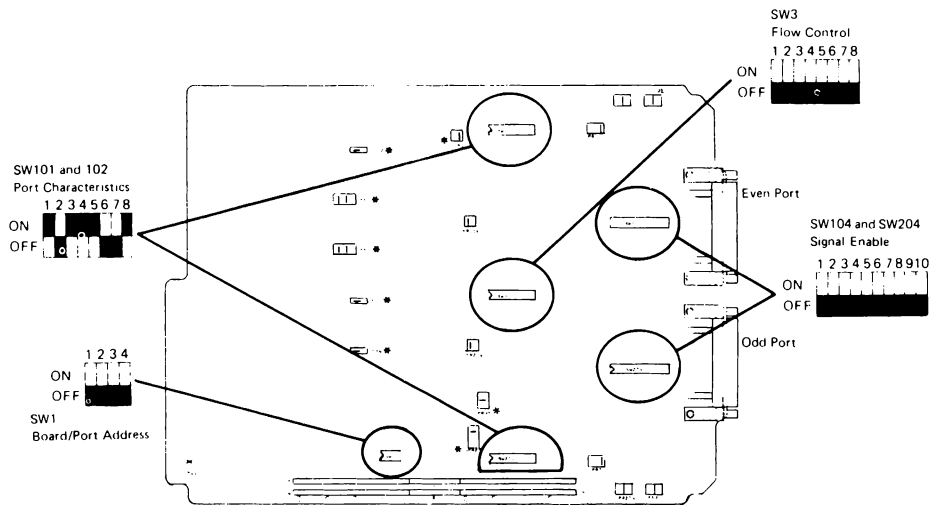 SW3
Flow Control
1 2 3 4 5 6 7 8
ON
OFF
SW101 and 102
Port Characteristics
1 2 3 4 5 6 7 8
ON
OFF
Even Port
SW104 and SW204
Signal Enable
1 2 3 4 5 6 7 8 9 10
ON
OFF
Odd Port
1 2 3 4
ON
OFF
SW1
Board/Port Address